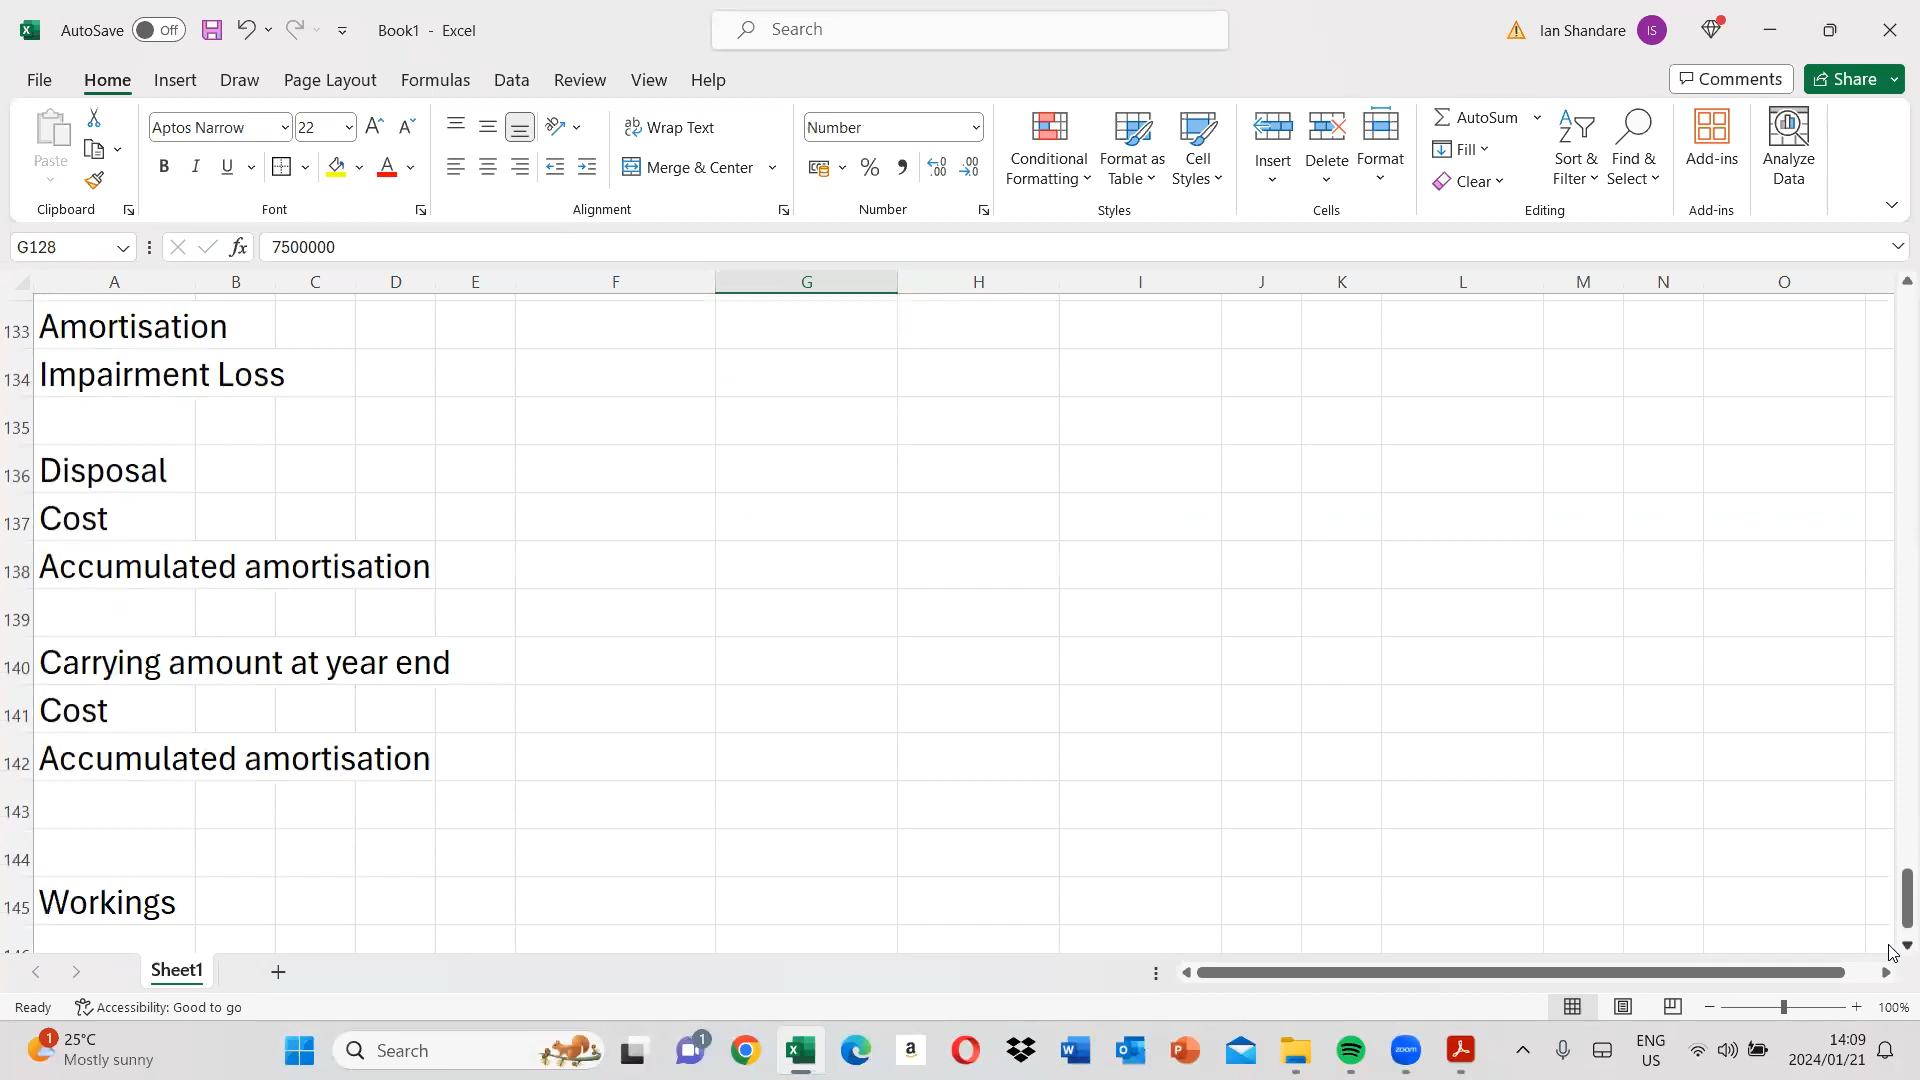 AutoSave Off Book1 - Excel Search Ian Shandare IS
File Home Insert Draw Page Layout Formulas Data Review View Help Comments Share
Paste Aptos Narrow 22 Wrap Text Number Conditional Formatting Format as Table Cell Styles Insert Delete Format AutoSum Sort & Filter Find & Select Add-ins Analyze Data
B I U Merge & Center % Fill Clear
Clipboard Font Alignment Number Styles Cells Editing Add-ins
G128 fx 7500000
A B C D E F G H I J K L M N O
133 Amortisation
134 Impairment Loss
135
136 Disposal
137 Cost
138 Accumulated amortisation
139
140 Carrying amount at year end
141 Cost
142 Accumulated amortisation
143
144
145 Workings
Sheet1
Ready Accessibility: Good to go 100%
1 25°C Search 1 ENG 14:09
Mostly sunny US 2024/01/21